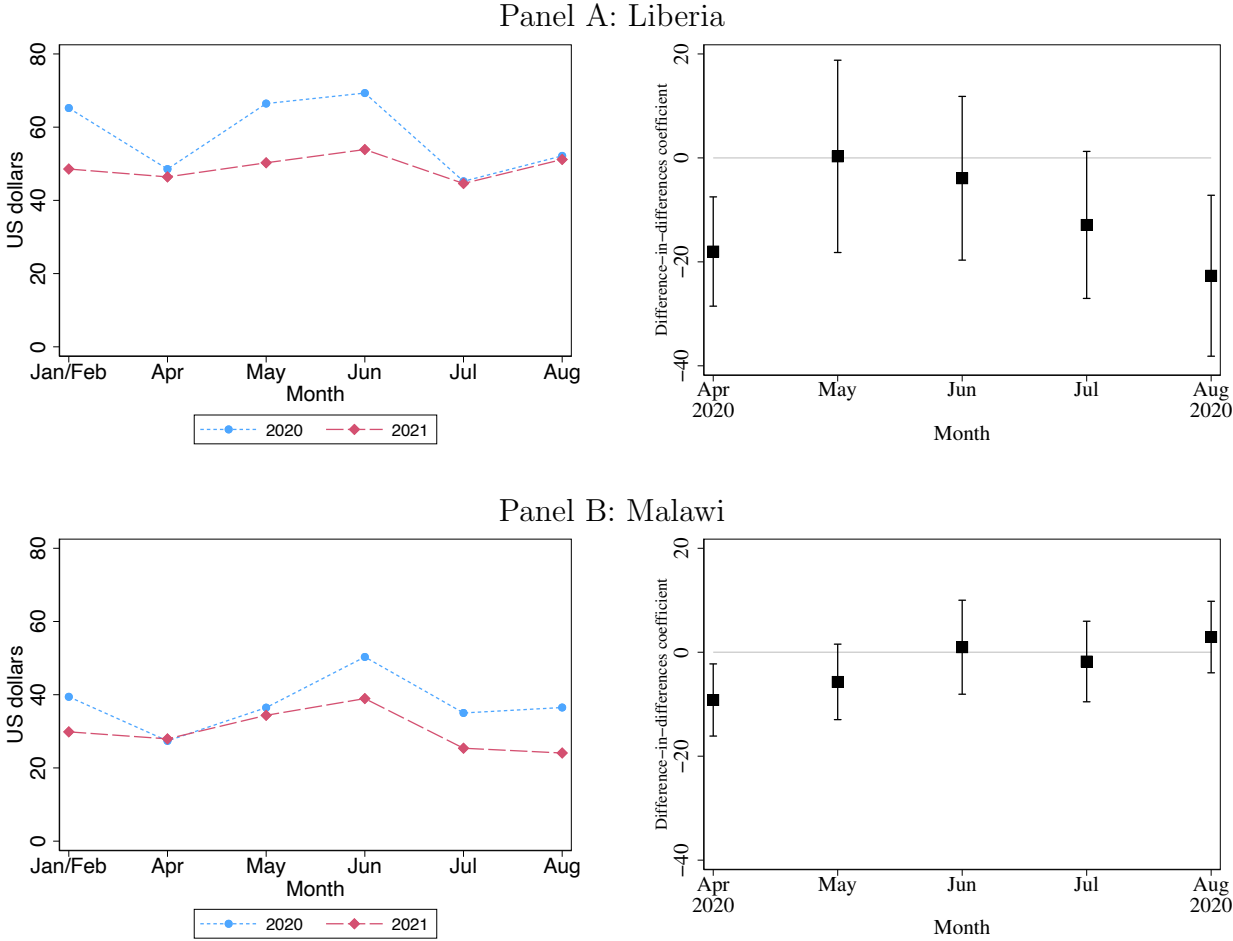 Panel A: Liberia
US dollars
80
60
40
20
0
Jan/Feb Apr May Jun Jul Aug
Month
2020 2021
Difference−in−differences coefficient
20
0
−20
−40
Apr May Jun Jul Aug
2020 2020
Month
Panel B: Malawi
US dollars
80
60
40
20
0
Jan/Feb Apr May Jun Jul Aug
Month
2020 2021
Difference−in−differences coefficient
20
0
−20
−40
Apr May Jun Jul Aug
2020 2020
Month